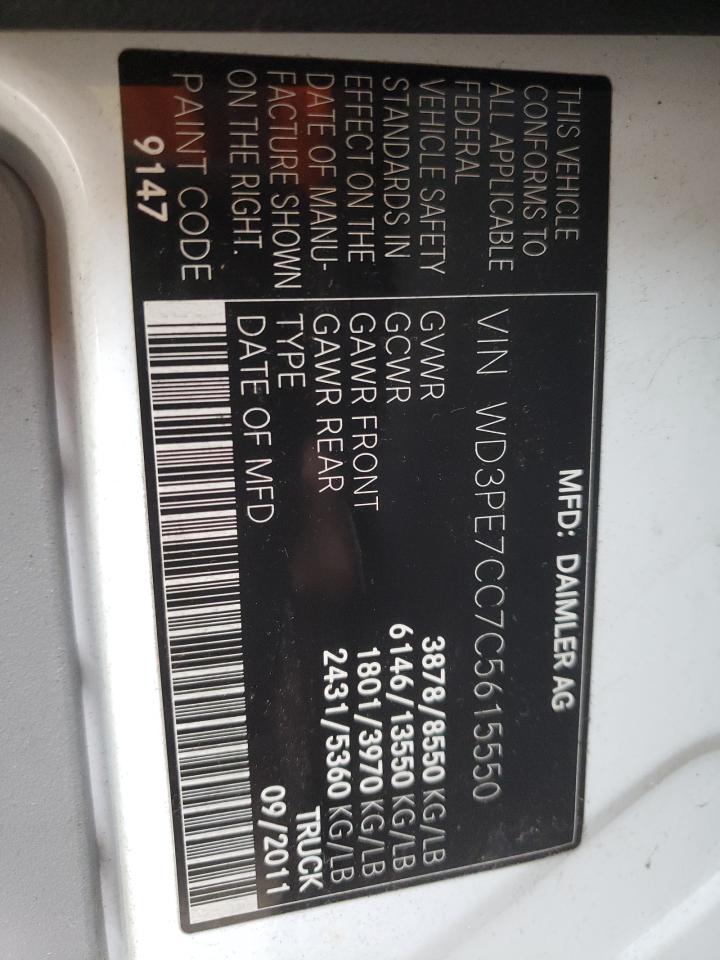 THIS VEHICLE
CONFORMS TO
ALL APPLICABLE
FEDERAL
VEHICLE SAFETY
STANDARDS IN
EFFECT ON THE
DATE OF MANU-
FACTURE SHOWN
ON THE RIGHT.
PAINT CODE
9147
MFD: DAIMLER AG
VIN WD3PE7CC7C5615550
GVWR 3878/8550 KG/LB
GCWR 6146/13550 KG/LB
GAWR FRONT 1801/3970 KG/LB
GAWR REAR 2431/5360 KG/LB
TYPE TRUCK
DATE OF MFD 09/2011